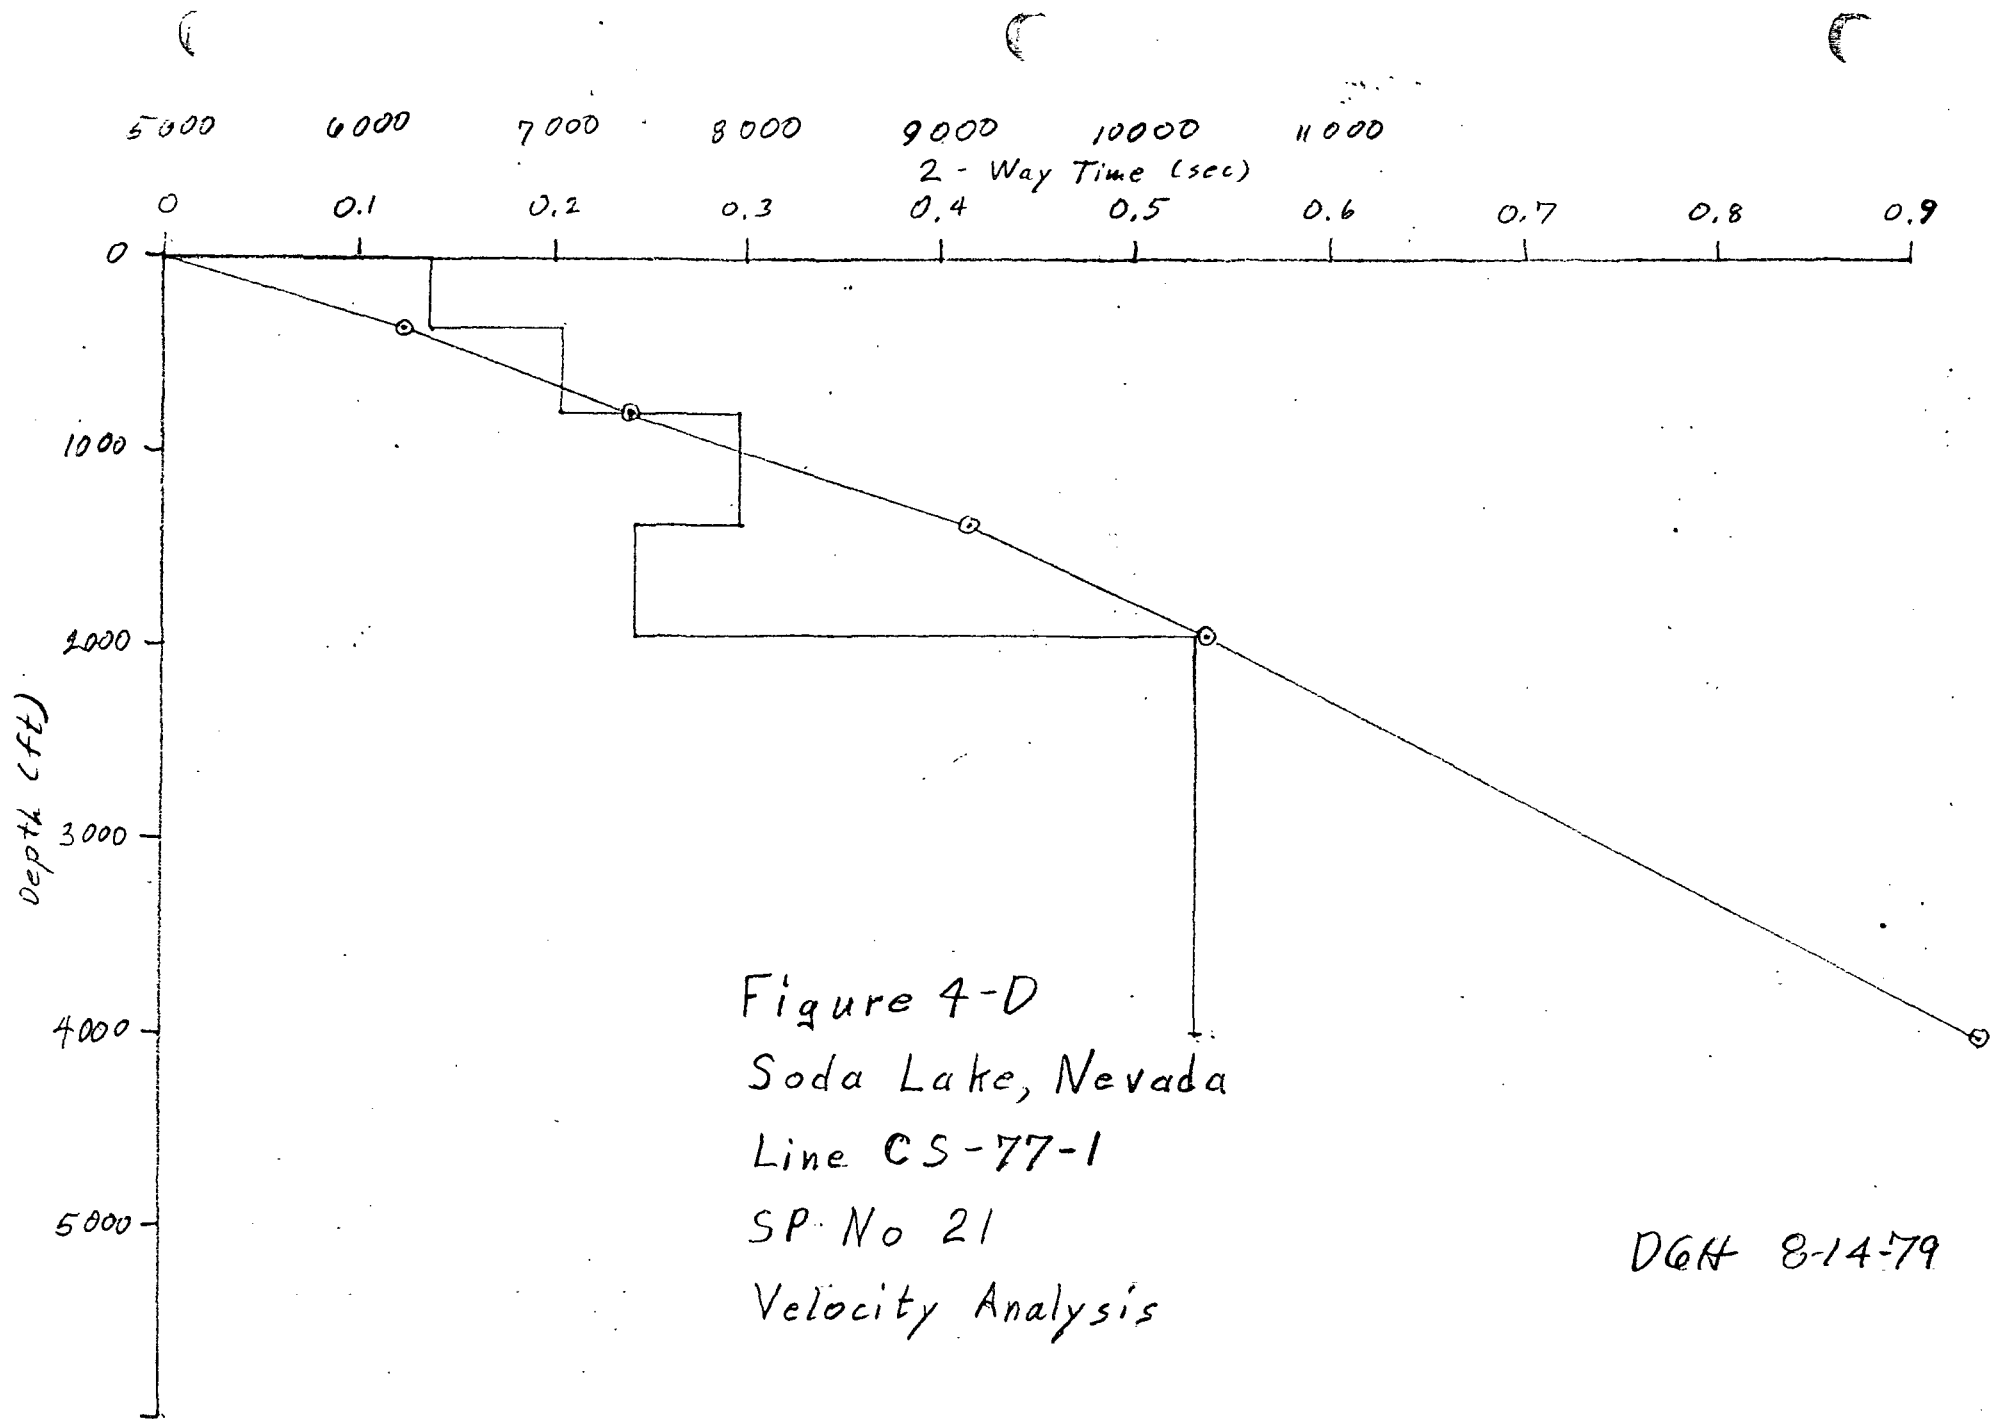 5000 6000 7000 8000 9000 10000 11000
2 - Way Time (sec)
0 0.1 0.2 0.3 0.4 0.5 0.6 0.7 0.8 0.9
0
1000
2000
3000
4000
5000
Depth (ft)
Figure 4-D
Soda Lake, Nevada
Line CS-77-1
SP No 21
Velocity Analysis
DGH 8-14-79